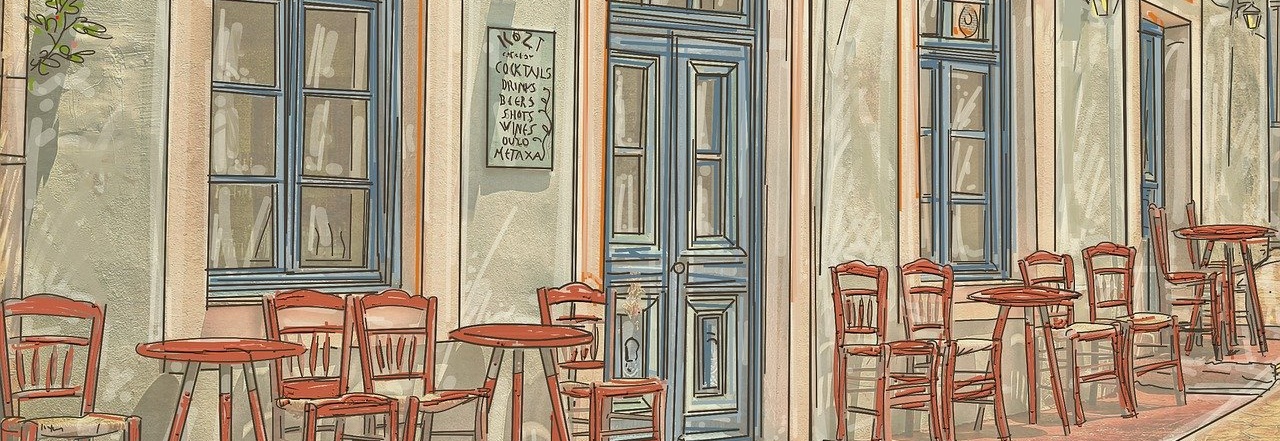 COCKTAILS
DRINKS
BEERS
SHOTS
WINES
OUZO
METAXA